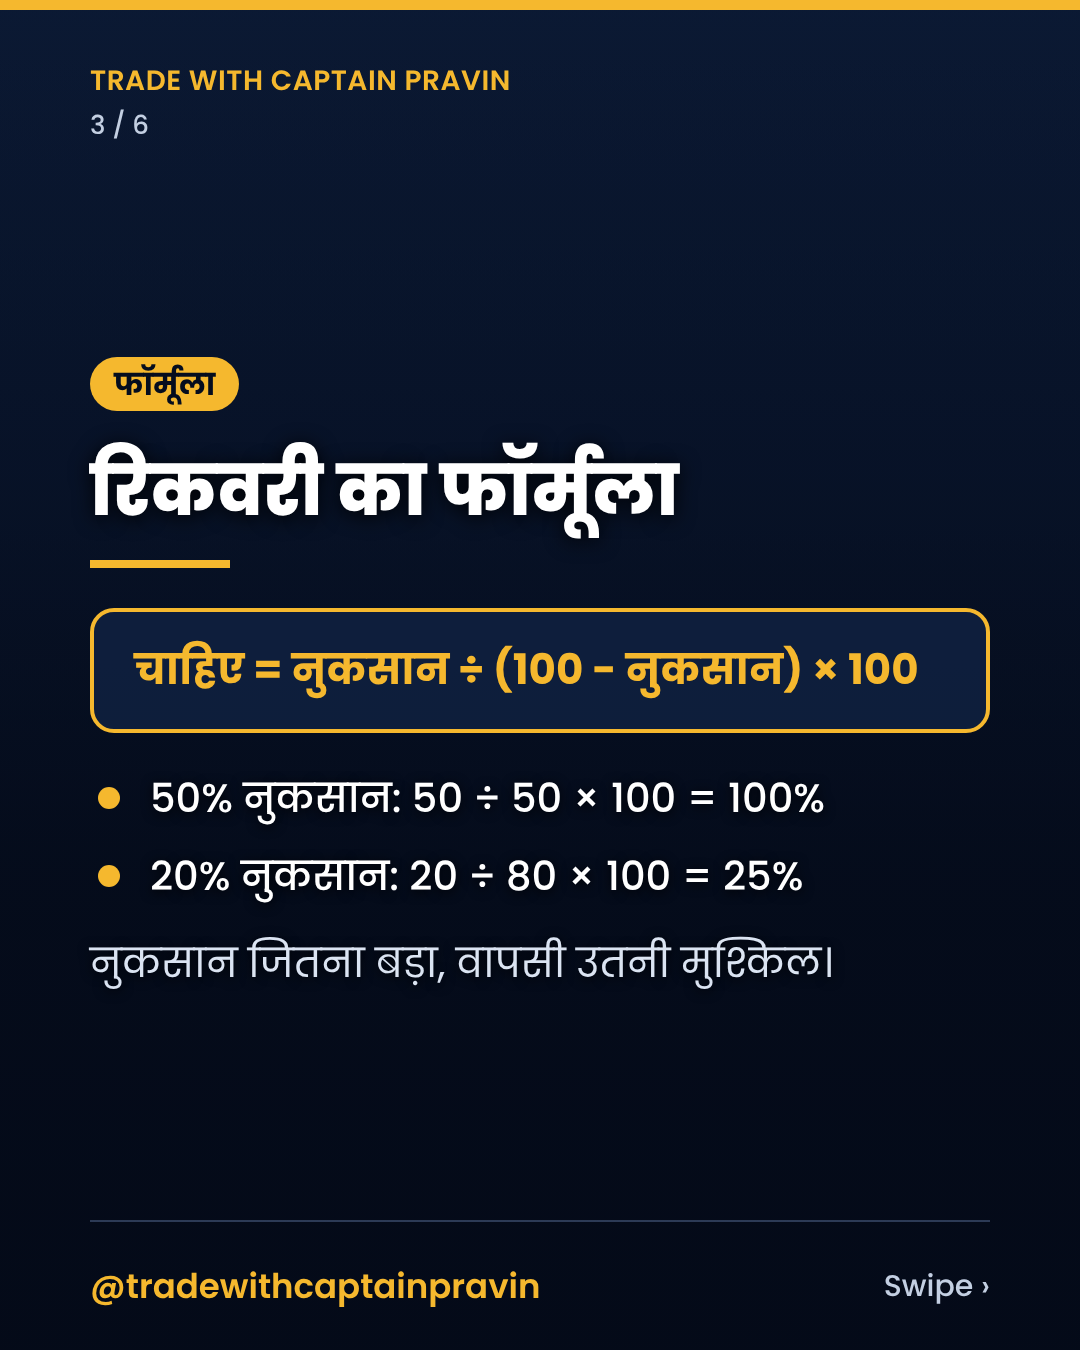 TRADE WITH CAPTAIN PRAVIN
3 / 6
फॉर्मूला
रिकवरी का फॉर्मूला
चाहिए = नुकसान ÷ (100 − नुकसान) × 100
50% नुकसान: 50 ÷ 50 × 100 = 100%
20% नुकसान: 20 ÷ 80 × 100 = 25%
नुकसान जितना बड़ा, वापसी उतनी मुश्किल।
@tradewithcaptainpravin
Swipe ›